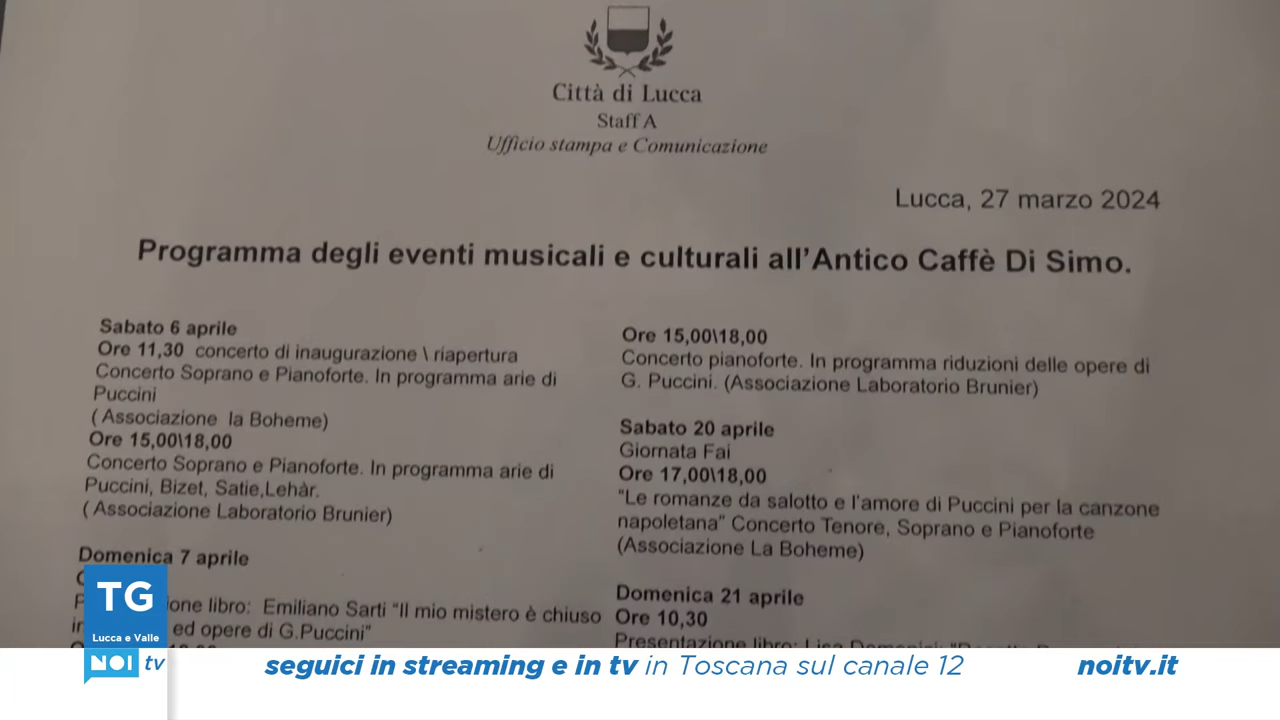 Città di Lucca
Staff A
Ufficio stampa e Comunicazione
Lucca, 27 marzo 2024
Programma degli eventi musicali e culturali all'Antico Caffè Di Simo.
Sabato 6 aprile
Ore 11,30 concerto di inaugurazione \ riapertura
Concerto Soprano e Pianoforte. In programma arie di
Puccini
( Associazione la Boheme)
Ore 15,00\18,00
Concerto Soprano e Pianoforte. In programma arie di
Puccini, Bizet, Satie,Lehàr.
( Associazione Laboratorio Brunier)
Domenica 7 aprile
libro: Emiliano Sarti "Il mio mistero è chiuso
ed opere di G.Puccini"
Ore 15,00\18,00
Concerto pianoforte. In programma riduzioni delle opere di
G. Puccini. (Associazione Laboratorio Brunier)
Sabato 20 aprile
Giornata Fai
Ore 17,00\18,00
"Le romanze da salotto e l'amore di Puccini per la canzone
napoletana" Concerto Tenore, Soprano e Pianoforte
(Associazione La Boheme)
Domenica 21 aprile
Ore 10,30
Presentazione libro:
TG
Lucca e Valle
NOI tv
seguici in streaming e in tv in Toscana sul canale 12
noitv.it